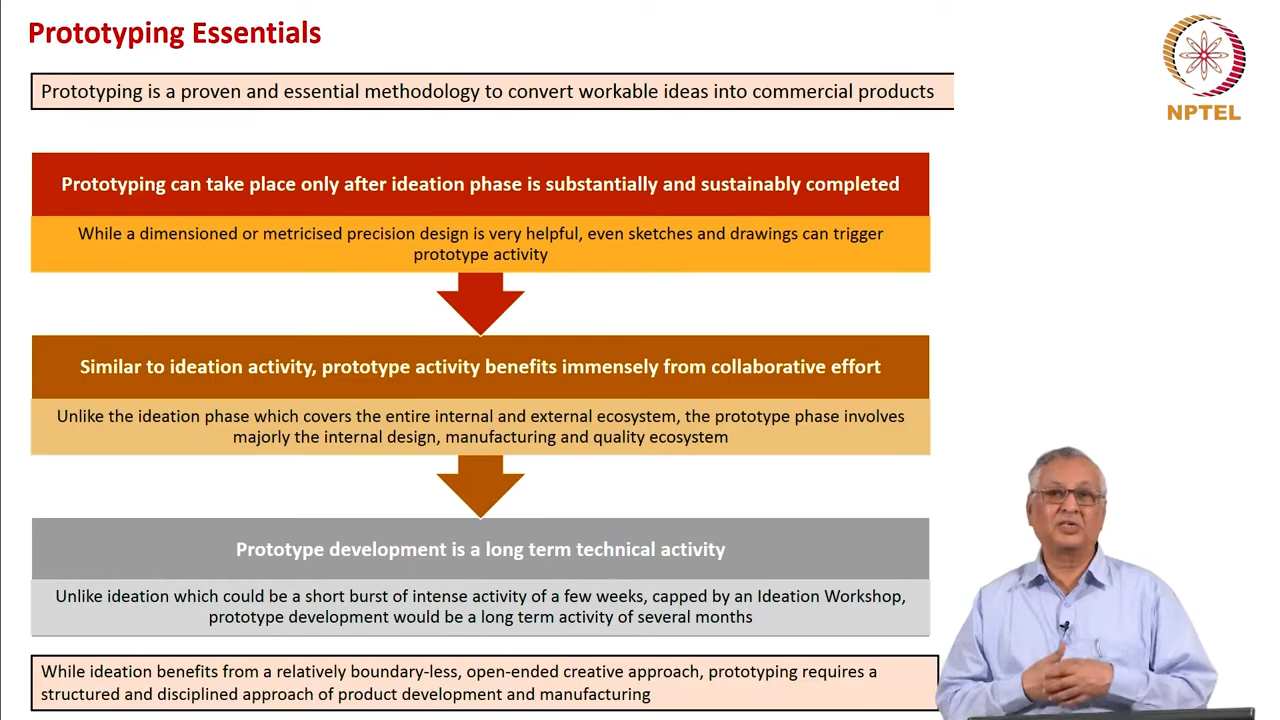 Prototyping Essentials
Prototyping is a proven and essential methodology to convert workable ideas into commercial products
NPTEL
Prototyping can take place only after ideation phase is substantially and sustainably completed
While a dimensioned or metricised precision design is very helpful, even sketches and drawings can trigger
prototype activity
Similar to ideation activity, prototype activity benefits immensely from collaborative effort
Unlike the ideation phase which covers the entire internal and external ecosystem, the prototype phase involves
majorly the internal design, manufacturing and quality ecosystem
Prototype development is a long term technical activity
Unlike ideation which could be a short burst of intense activity of a few weeks, capped by an Ideation Workshop,
prototype development would be a long term activity of several months
While ideation benefits from a relatively boundary-less, open-ended creative approach, prototyping requires a
structured and disciplined approach of product development and manufacturing